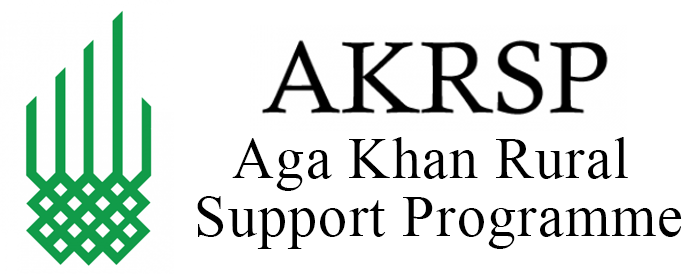 AKRSP
Aga Khan Rural
Support Programme